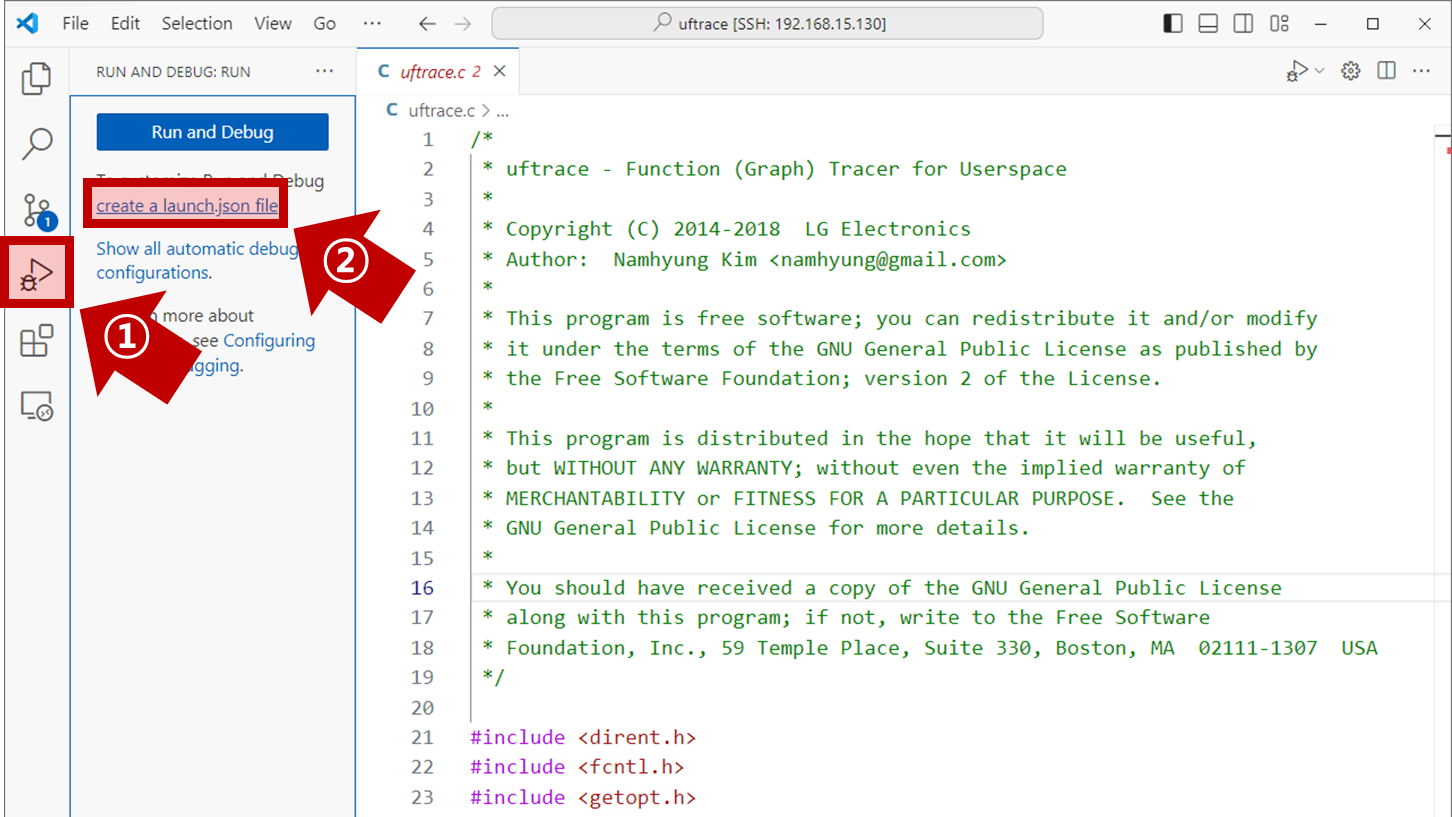 File Edit Selection View Go ···
uftrace [SSH: 192.168.15.130]
RUN AND DEBUG: RUN ···
Run and Debug
Run and Debug
create a launch.json file
Show all automatic debug
configurations.
more about
see Configuring
1
①
②
C uftrace.c 2
C uftrace.c > ...
1 /*
2 * uftrace - Function (Graph) Tracer for Userspace
3 *
4 * Copyright (C) 2014-2018  LG Electronics
5 * Author:  Namhyung Kim <namhyung@gmail.com>
6 *
7 * This program is free software; you can redistribute it and/or modify
8 * it under the terms of the GNU General Public License as published by
9 * the Free Software Foundation; version 2 of the License.
10 *
11 * This program is distributed in the hope that it will be useful,
12 * but WITHOUT ANY WARRANTY; without even the implied warranty of
13 * MERCHANTABILITY or FITNESS FOR A PARTICULAR PURPOSE.  See the
14 * GNU General Public License for more details.
15 *
16 * You should have received a copy of the GNU General Public License
17 * along with this program; if not, write to the Free Software
18 * Foundation, Inc., 59 Temple Place, Suite 330, Boston, MA  02111-1307  USA
19 */
20
21 #include <dirent.h>
22 #include <fcntl.h>
23 #include <getopt.h>